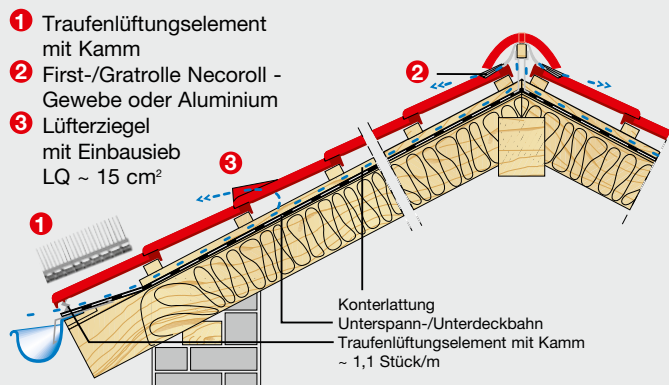 1 Traufenlüftungselement
mit Kamm
2 First-/Gratrolle Necoroll -
Gewebe oder Aluminium
3 Lüfterziegel
mit Einbausieb
LQ ~ 15 cm²
2
3
1
Konterlattung
Unterspann-/Unterdeckbahn
Traufenlüftungselement mit Kamm
~ 1,1 Stück/m